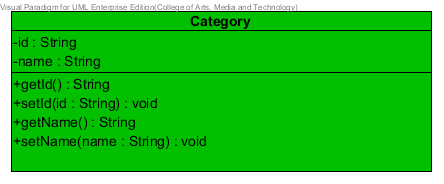 Visual Paradigm for UML Enterprise Edition(College of Arts, Media and Technology)
Category
-id : String
-name : String
+getId() : String
+setId(id : String) : void
+getName() : String
+setName(name : String) : void